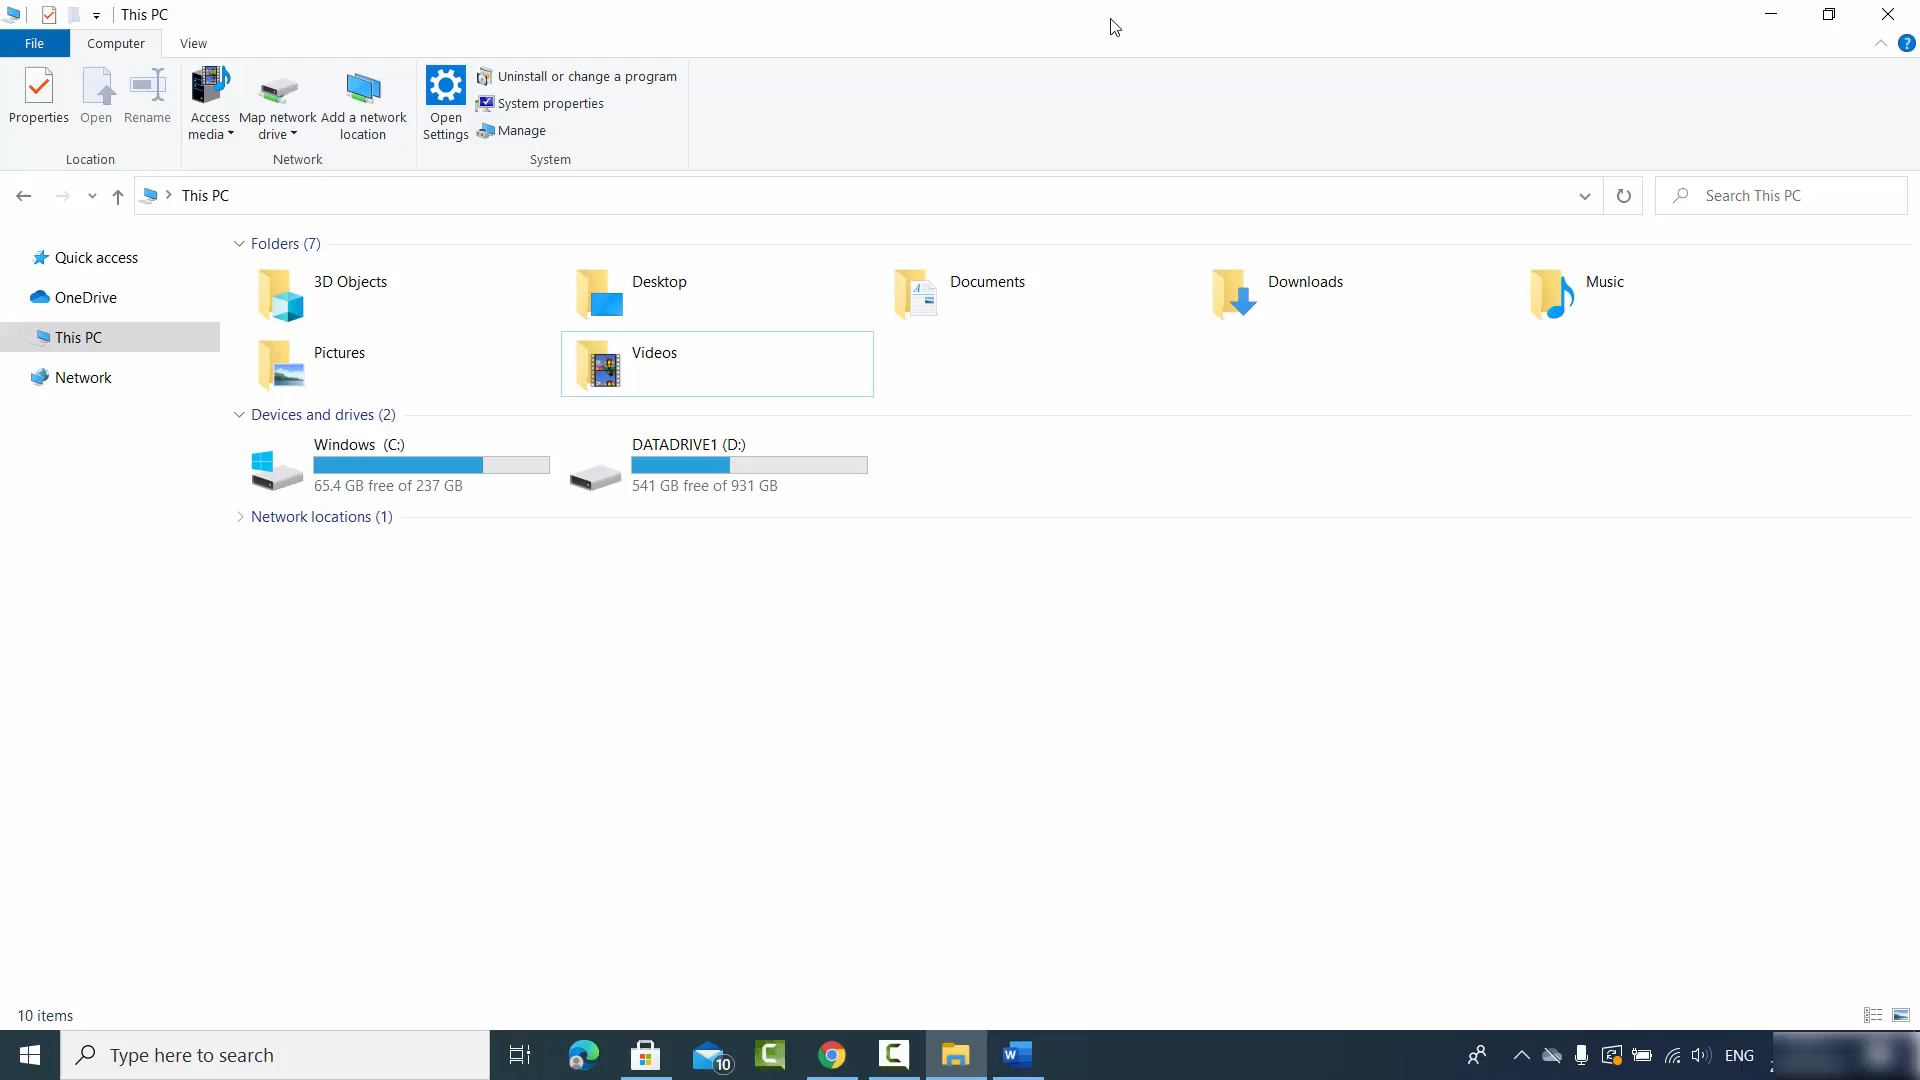 This PC
File
Computer
View
Properties
Open
Rename
Access media
Map network drive
Add a network location
Open Settings
Uninstall or change a program
System properties
Manage
Location
Network
System
This PC
Search This PC
Quick access
OneDrive
This PC
Network
Folders (7)
3D Objects
Desktop
Documents
Downloads
Music
Pictures
Videos
Devices and drives (2)
Windows (C:)
65.4 GB free of 237 GB
DATADRIVE1 (D:)
541 GB free of 931 GB
Network locations (1)
10 items
Type here to search
10
ENG